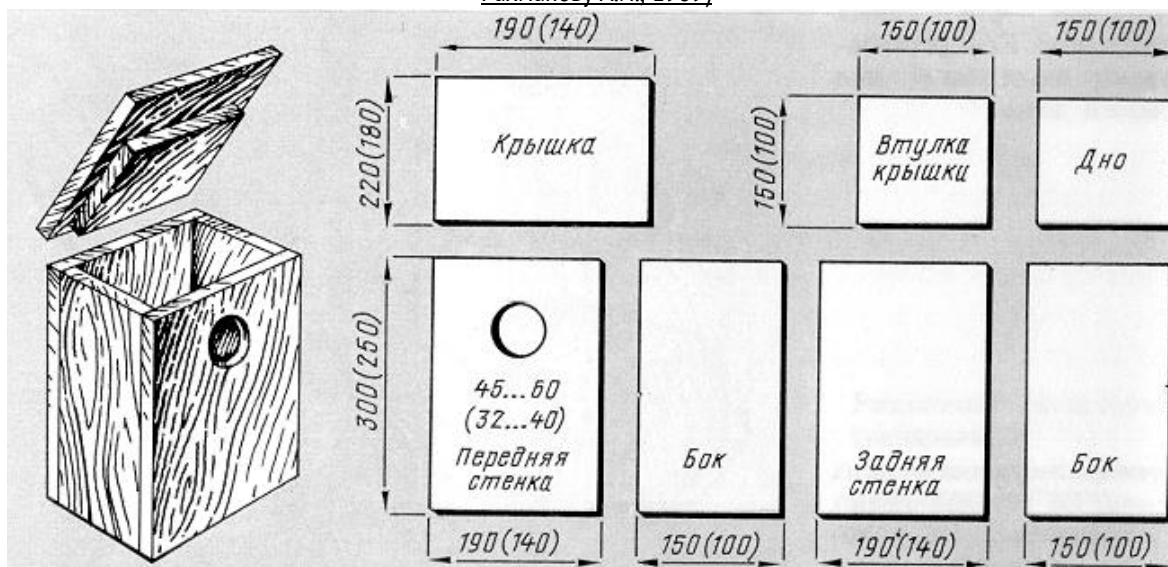 190(140)
150(100)
150(100)
220(180)
Крышка
150(100)
Втулка
крышки
Дно
300(250)
45...50
(32...40)
Передняя
стенка
Бок
Задняя
стенка
Бок
190(140)
150(100)
190(140)
150(100)